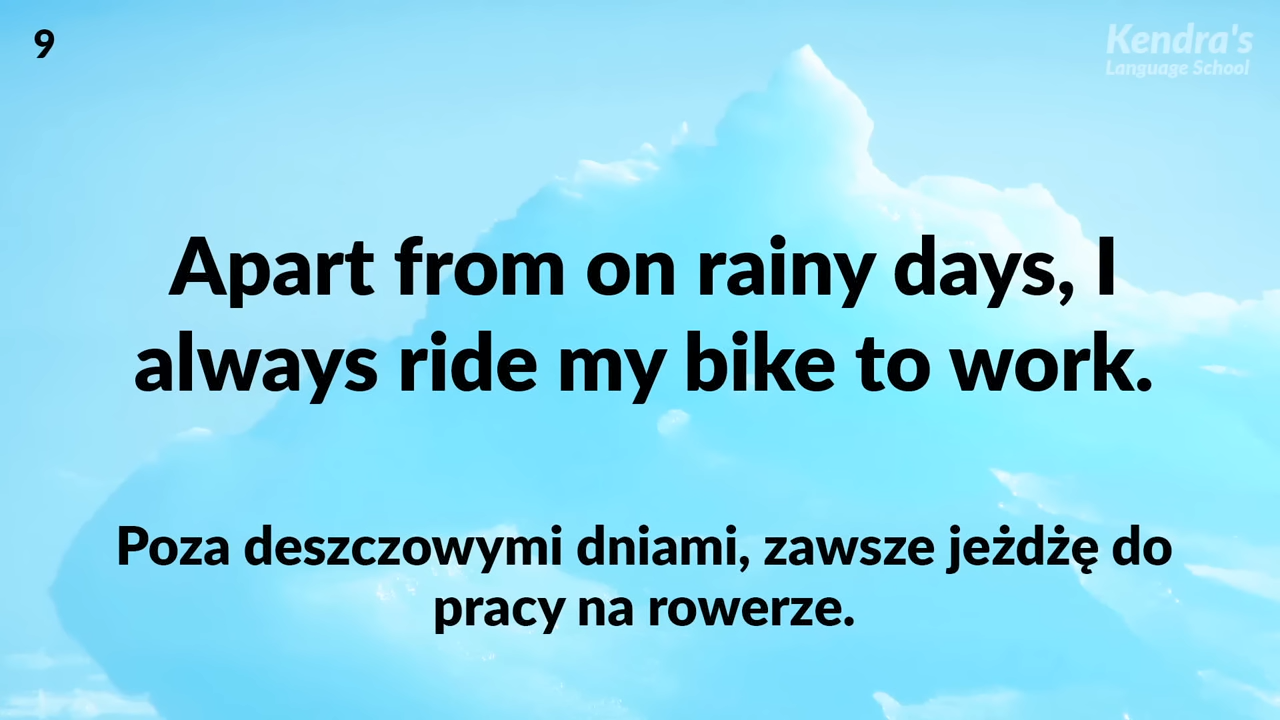 9
Kendra's
Language School
Apart from on rainy days, I
always ride my bike to work.
Poza deszczowymi dniami, zawsze jeżdżę do
pracy na rowerze.